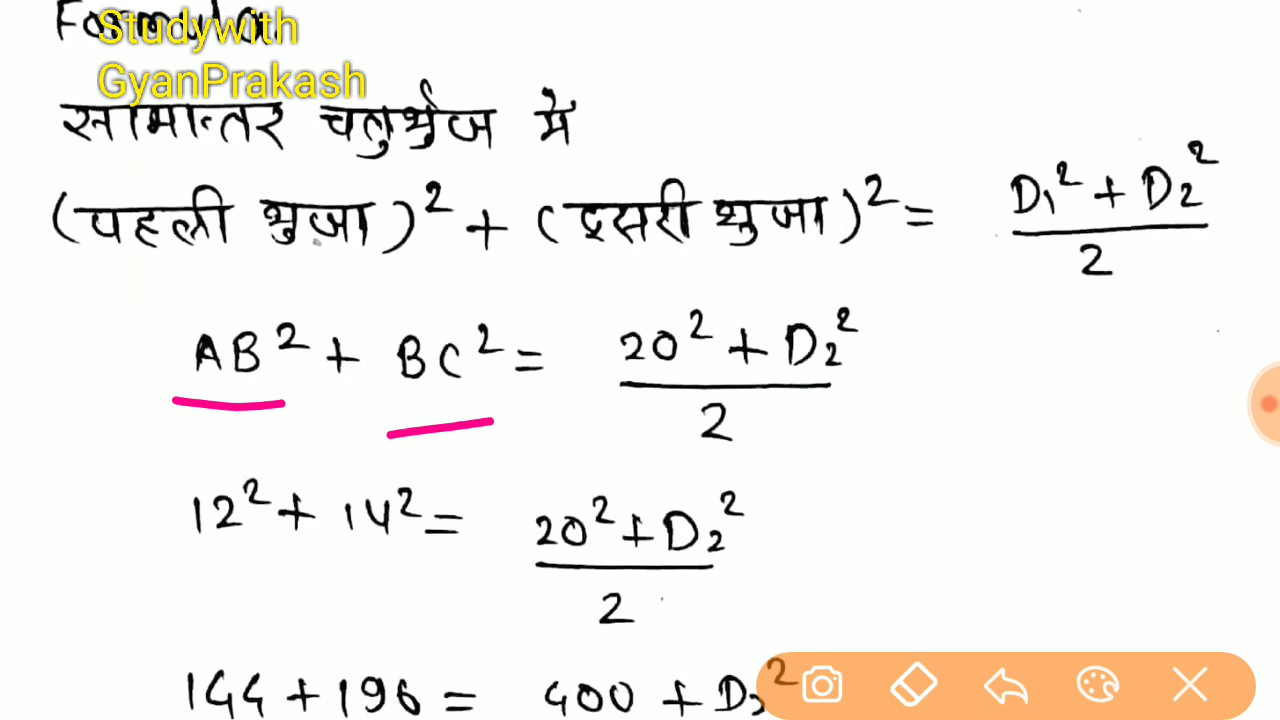 Formula
Studywith
GyanPrakash
सामान्तर चतुर्भुज में
(पहली भुजा)² + (दूसरी भुजा)² = D₁² + D₂² / 2
AB² + BC² = 20² + D₂² / 2
12² + 14² = 20² + D₂² / 2
144 + 196 = 400 + D₂²